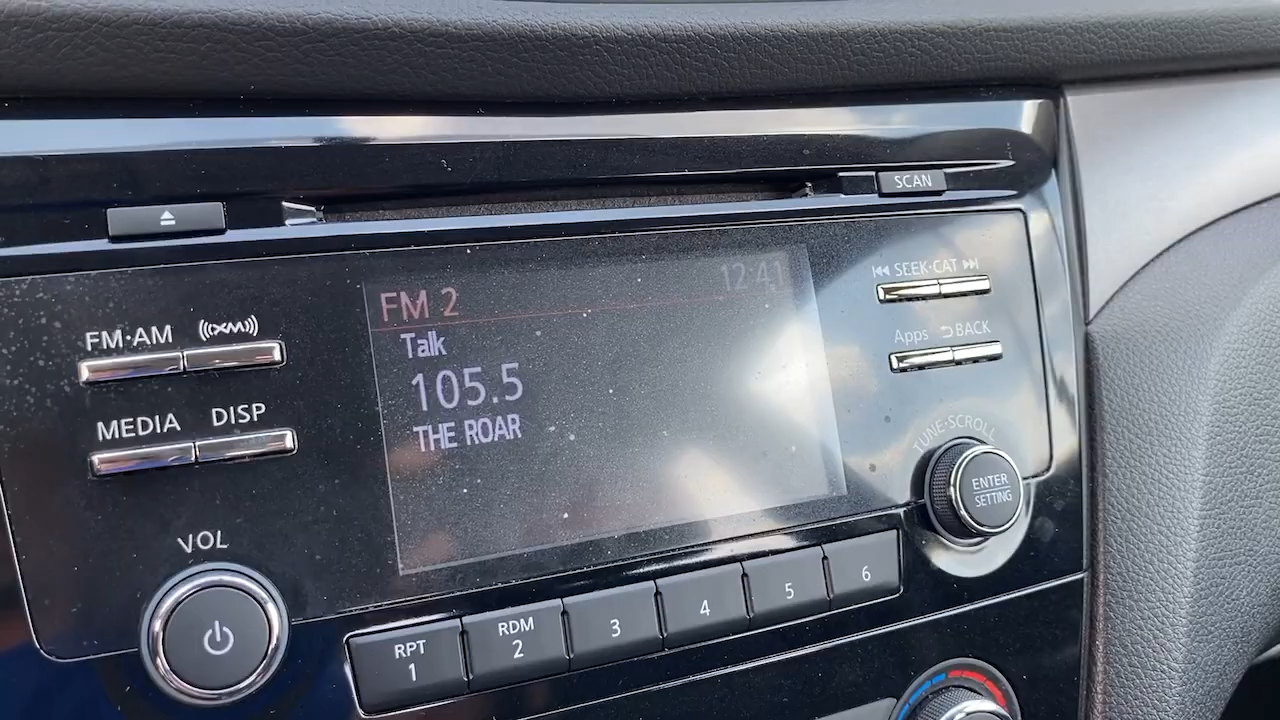 SCAN
FM 2
12:41
Talk
105.5
THE ROAR
FM·AM
((XM))
MEDIA
DISP
VOL
SEEK·CAT
Apps
BACK
TUNE·SCROLL
ENTER
SETTING
RPT
1
RDM
2
3
4
5
6